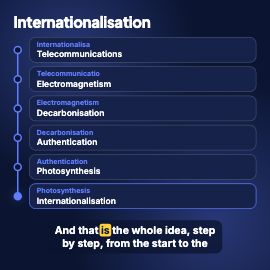 Internationalisation
Internationalisa
Telecommunications
Telecommunicatio
Electromagnetism
Electromagnetism
Decarbonisation
Decarbonisation
Authentication
Authentication
Photosynthesis
Photosynthesis
Internationalisation
And that is the whole idea, step
by step, from the start to the